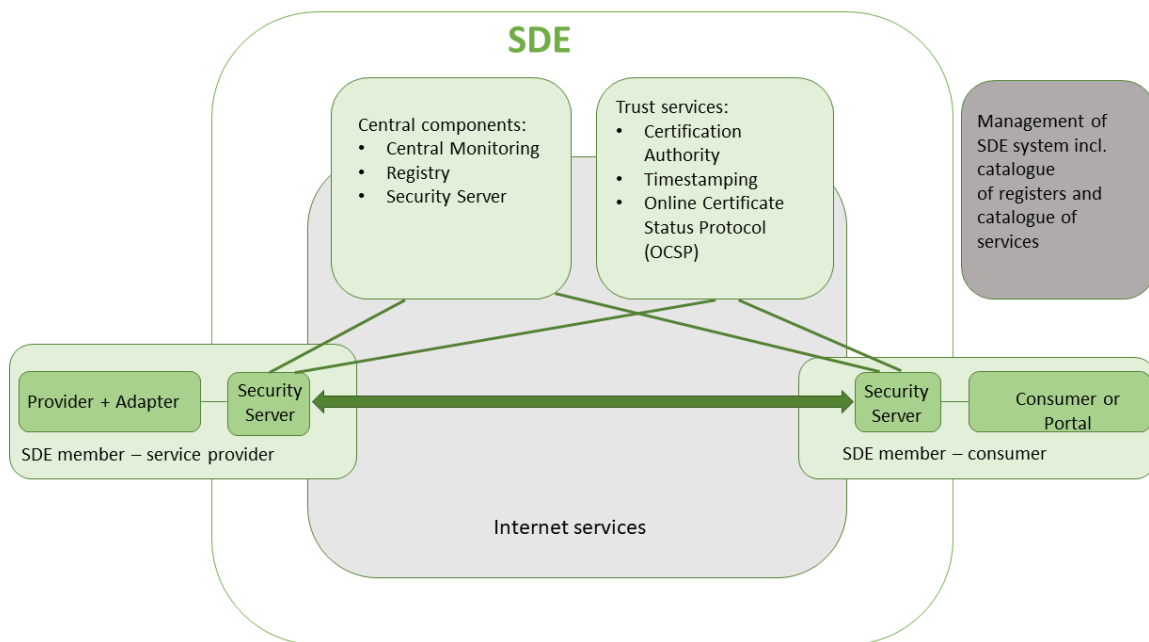 SDE
Central components:
• Central Monitoring
• Registry
• Security Server
Trust services:
• Certification
Authority
• Timestamping
• Online Certificate
Status Protocol
(OCSP)
Management of
SDE system incl.
catalogue
of registers and
catalogue of
services
Provider + Adapter
Security
Server
SDE member – service provider
Security
Server
Consumer or
Portal
SDE member – consumer
Internet services